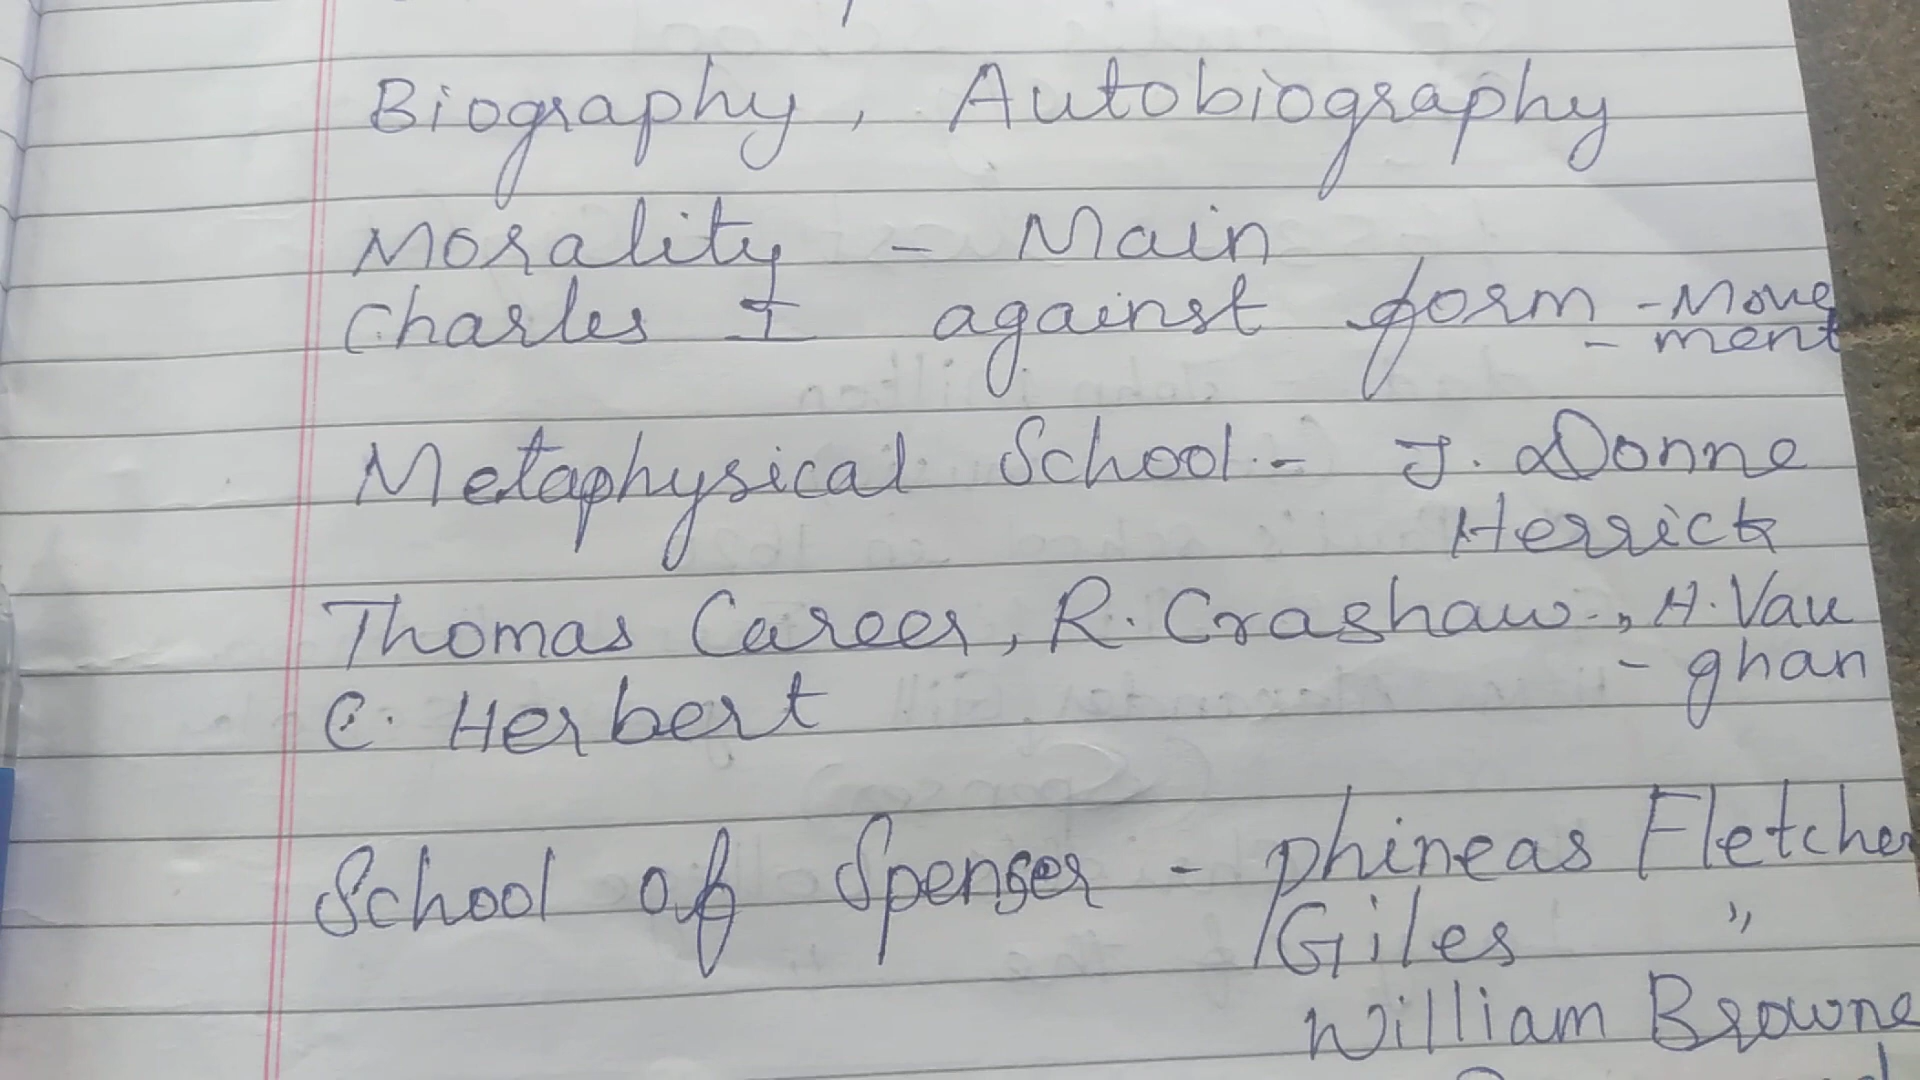 Biography, Autobiography
Morality - Main
Charles I against form - Move
- ment
Metaphysical School - J. Donne
Herrick
Thomas Career, R. Crashaw, H. Vau
- ghan
C. Herbert
School of Spenser - Phineas Fletcher
Giles "
William Browne